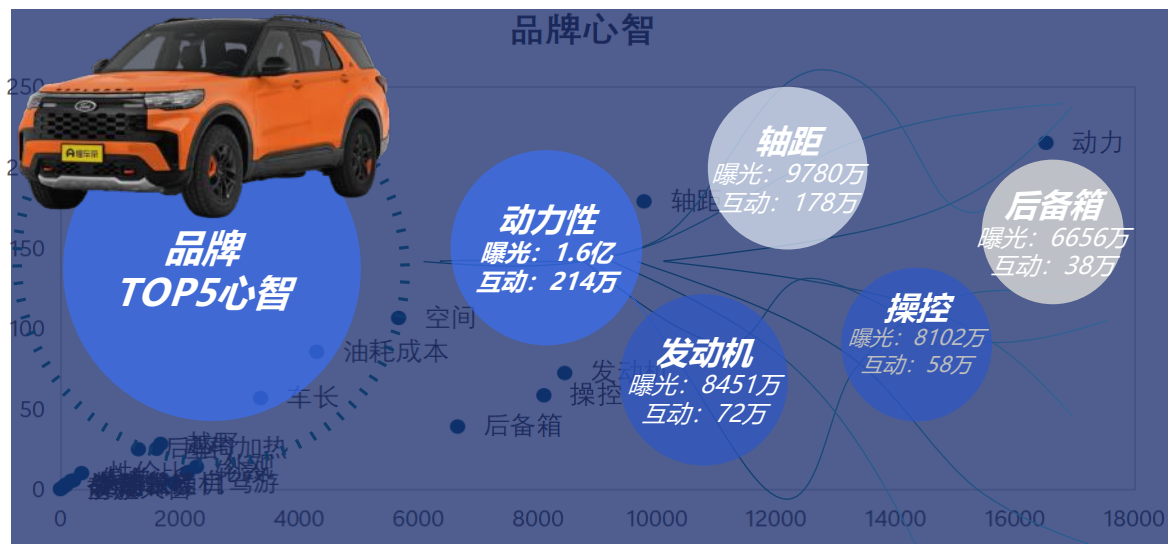 品牌心智
250
EXPLORER
Ford
懂车帝
品牌
TOP5心智
动力性
曝光：1.6亿
互动：214万
轴距
曝光：9780万
互动：178万
后备箱
曝光：6656万
互动：38万
操控
曝光：8102万
互动：58万
发动机
曝光：8451万
互动：72万
动力
轴距
空间
油耗成本
车长
操控
后备箱
150
100
50
0
0
2000
4000
6000
8000
10000
12000
14000
16000
18000